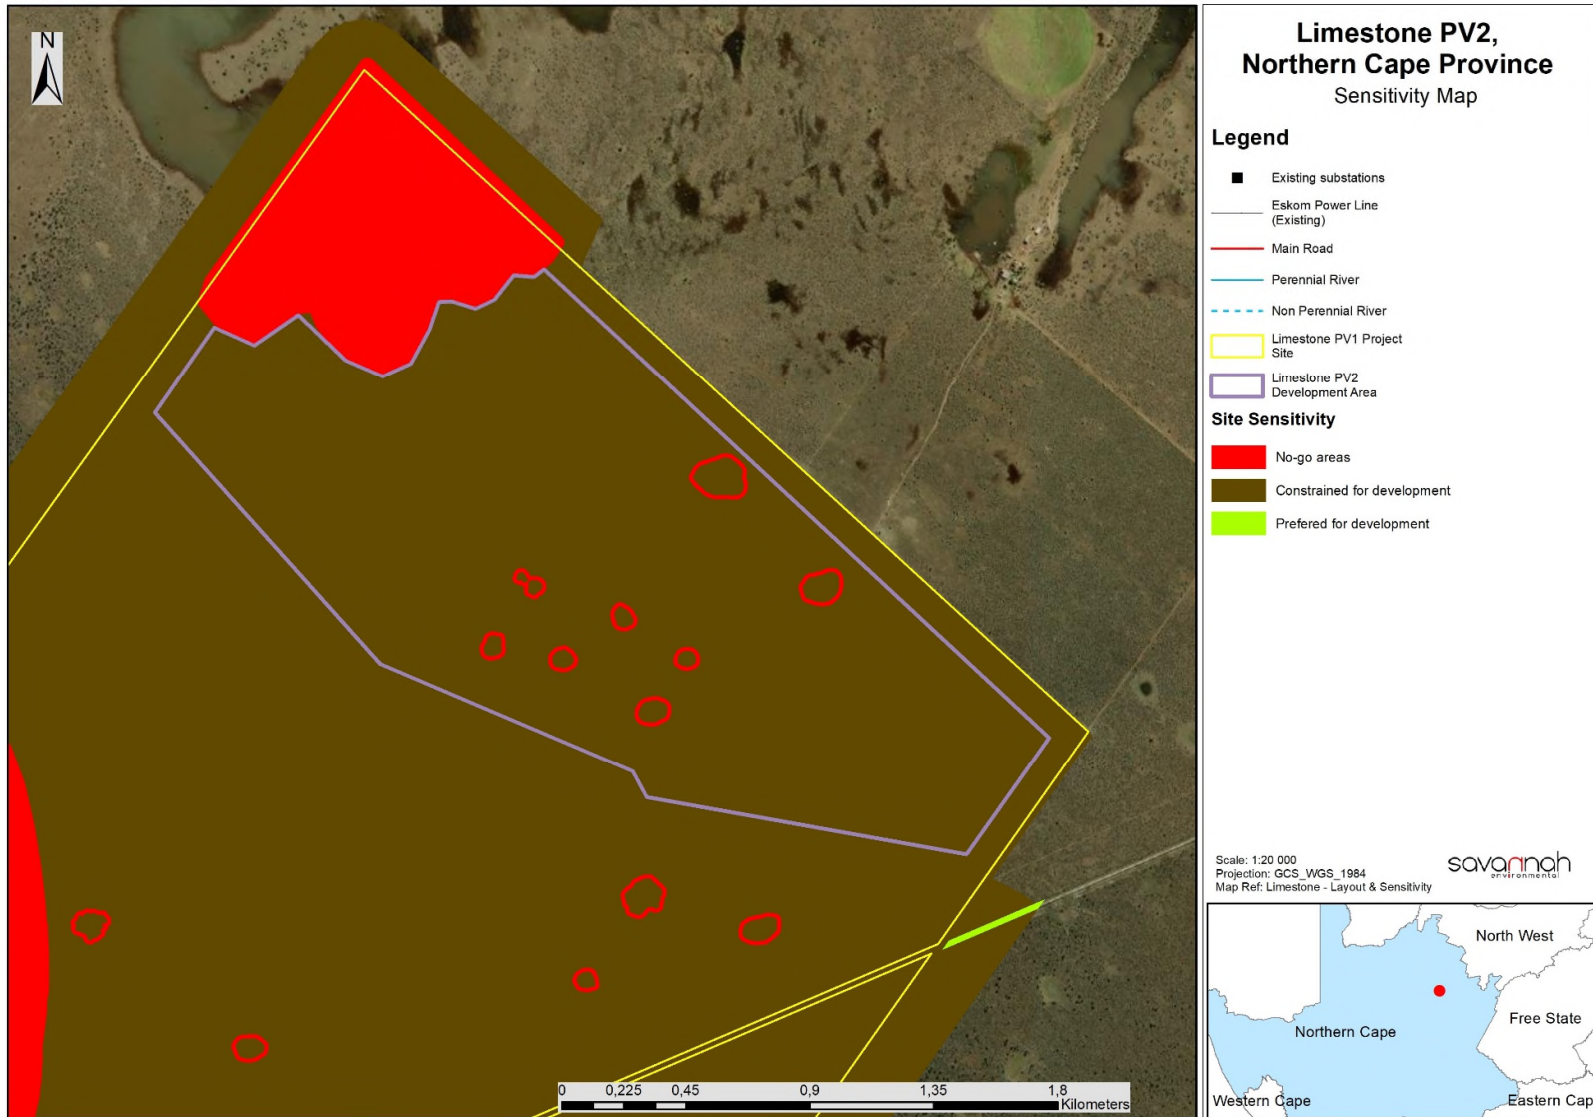 N
Limestone PV2,
Northern Cape Province
Sensitivity Map
Legend
Existing substations
Eskom Power Line
(Existing)
Main Road
Perennial River
Non Perennial River
Limestone PV1 Project
Site
Limestone PV2
Development Area
Site Sensitivity
No-go areas
Constrained for development
Prefered for development
Scale: 1:20 000
Projection: GCS_WGS_1984
Map Ref: Limestone - Layout & Sensitivity
savannah
environmental
North West
Free State
Northern Cape
Western Cape
Eastern Cap
0 0,225 0,45 0,9 1,35 1,8
Kilometers